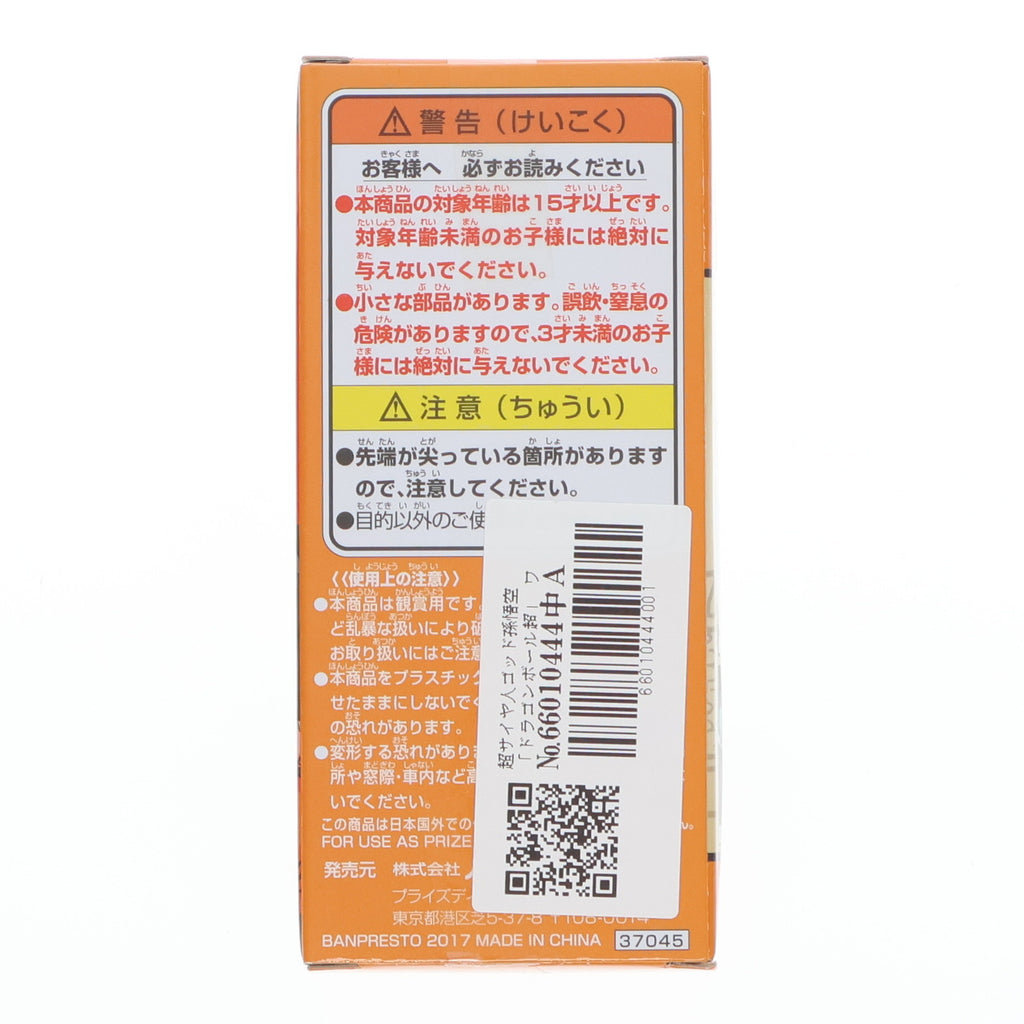 警告（けいこく）
お客様へ 必ずお読みください
●本商品の対象年齢は15才以上です。
対象年齢未満のお子様には絶対に
与えないでください。
●小さな部品があります。誤飲・窒息の
危険がありますので、3才未満のお子
様には絶対に与えないでください。
注意（ちゅうい）
●先端が尖っている箇所があります
ので、注意してください。
●目的以外のご使
《使用上の注意》
●本商品は観賞用です。
ど乱暴な扱いにより破
お取り扱いにはご注意
●本商品をプラスチック
せたままにしないでく
の恐れがあります。
●変形する恐れがあり
所や窓際・車内など高
いでください。
この商品は日本国外での
ん。
FOR USE AS PRIZE
発売元 株式会社
プライズデ
東京都港区芝5-37-8 〒108-0014
BANPRESTO 2017 MADE IN CHINA 37045
超サイヤ人ゴッド孫悟空
「ドラゴンボール超」 ワ
No.66010444中A
66010444001